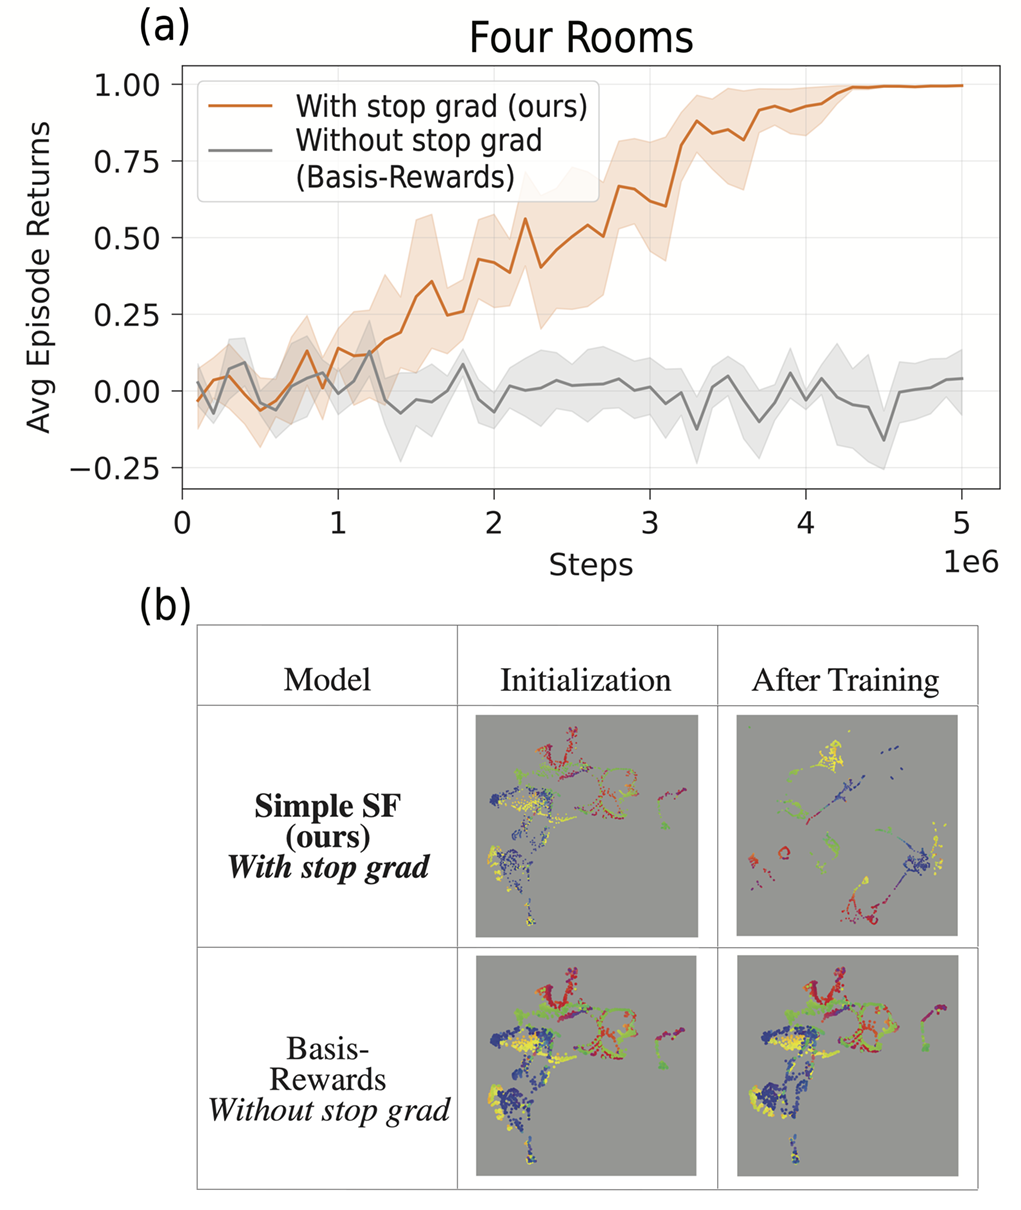 (a)
Four Rooms
With stop grad (ours)
Without stop grad
(Basis-Rewards)
Avg Episode Returns
1.00
0.75
0.50
0.25
0.00
−0.25
0 1 2 3 4 5
Steps
1e6
(b)
Model Initialization After Training
Simple SF
(ours)
With stop grad
Basis-
Rewards
Without stop grad